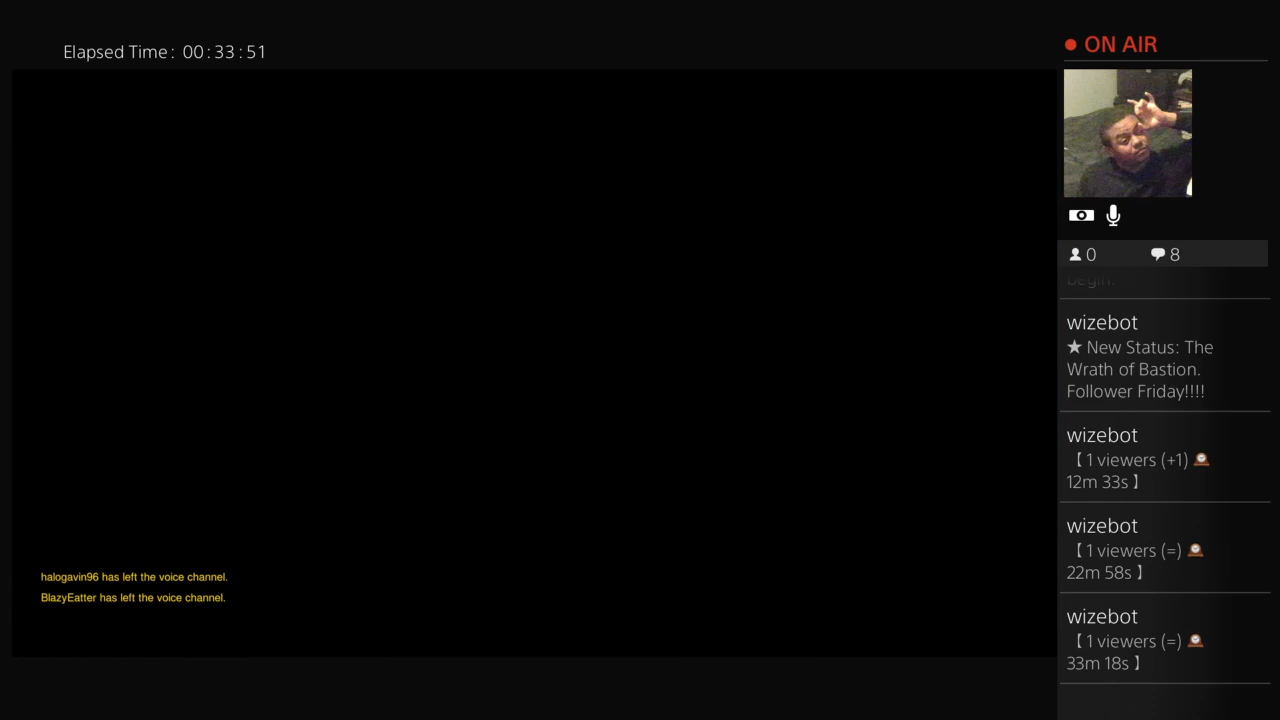 Elapsed Time: 00:33:51
ON AIR
0 8
begin.
wizebot
★ New Status: The
Wrath of Bastion.
Follower Friday!!!!
wizebot
【 1 viewers (+1) 🕰
12m 33s 】
wizebot
【 1 viewers (=) 🕰
22m 58s 】
wizebot
【 1 viewers (=) 🕰
33m 18s 】
halogavin96 has left the voice channel.
BlazyEatter has left the voice channel.